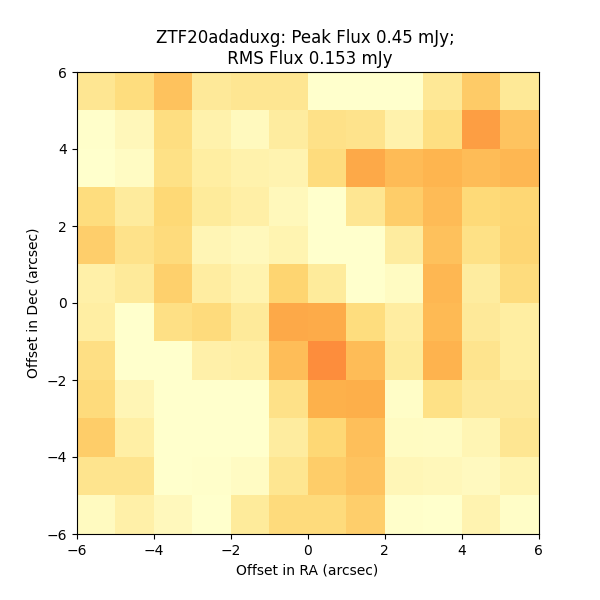 ZTF20adaduxg: Peak Flux 0.45 mJy;
RMS Flux 0.153 mJy
6
4
2
0
−2
−4
−6
Offset in Dec (arcsec)
−6 −4 −2 0 2 4 6
Offset in RA (arcsec)